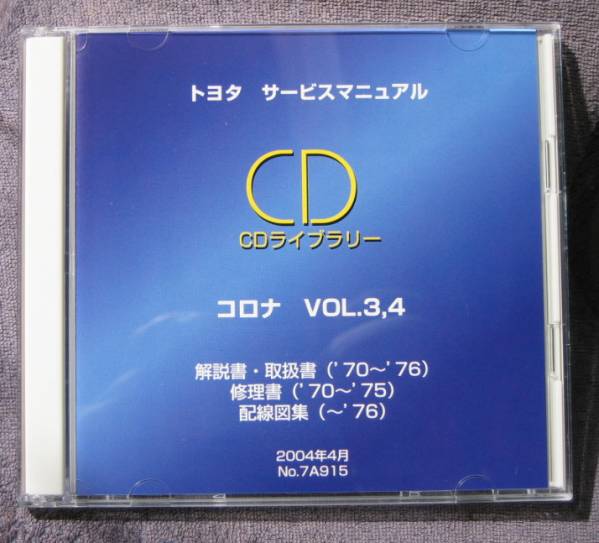 トヨタ　サービスマニュアル
CD
CDライブラリー
コロナ　VOL.3,4
解説書・取扱書（'70～'76）
修理書（'70～'75）
配線図集（～'76）
2004年4月
No.7A915